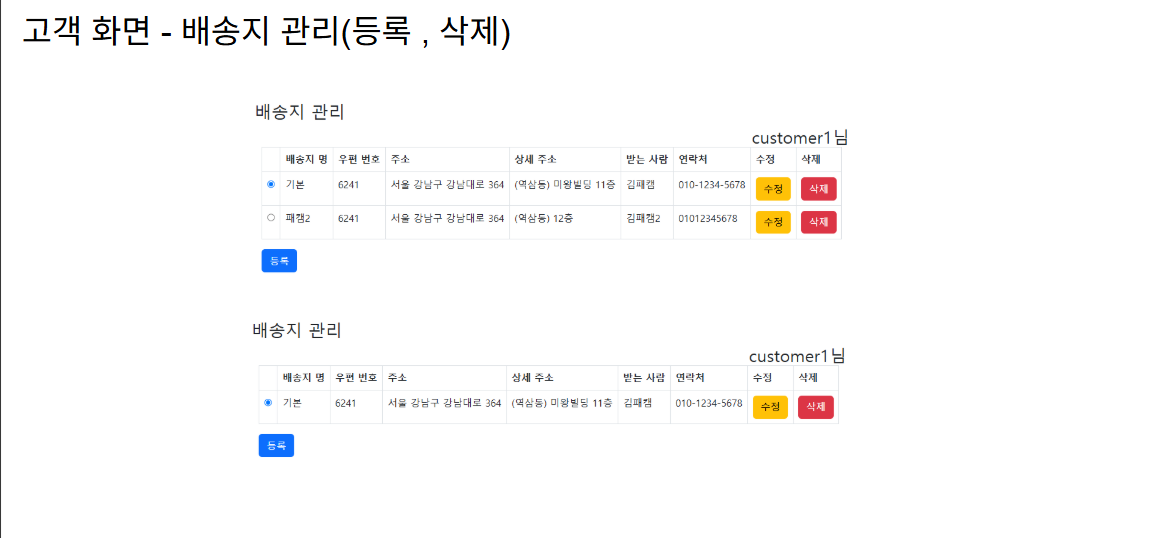 고객 화면 - 배송지 관리(등록 , 삭제)
배송지 관리
customer1님
배송지 명 우편 번호 주소 상세 주소 받는 사람 연락처 수정 삭제
기본 6241 서울 강남구 강남대로 364 (역삼동) 미왕빌딩 11층 김패캠 010-1234-5678 수정 삭제
패캠2 6241 서울 강남구 강남대로 364 (역삼동) 12층 김패캠2 01012345678 수정 삭제
등록
배송지 관리
customer1님
배송지 명 우편 번호 주소 상세 주소 받는 사람 연락처 수정 삭제
기본 6241 서울 강남구 강남대로 364 (역삼동) 미왕빌딩 11층 김패캠 010-1234-5678 수정 삭제
등록